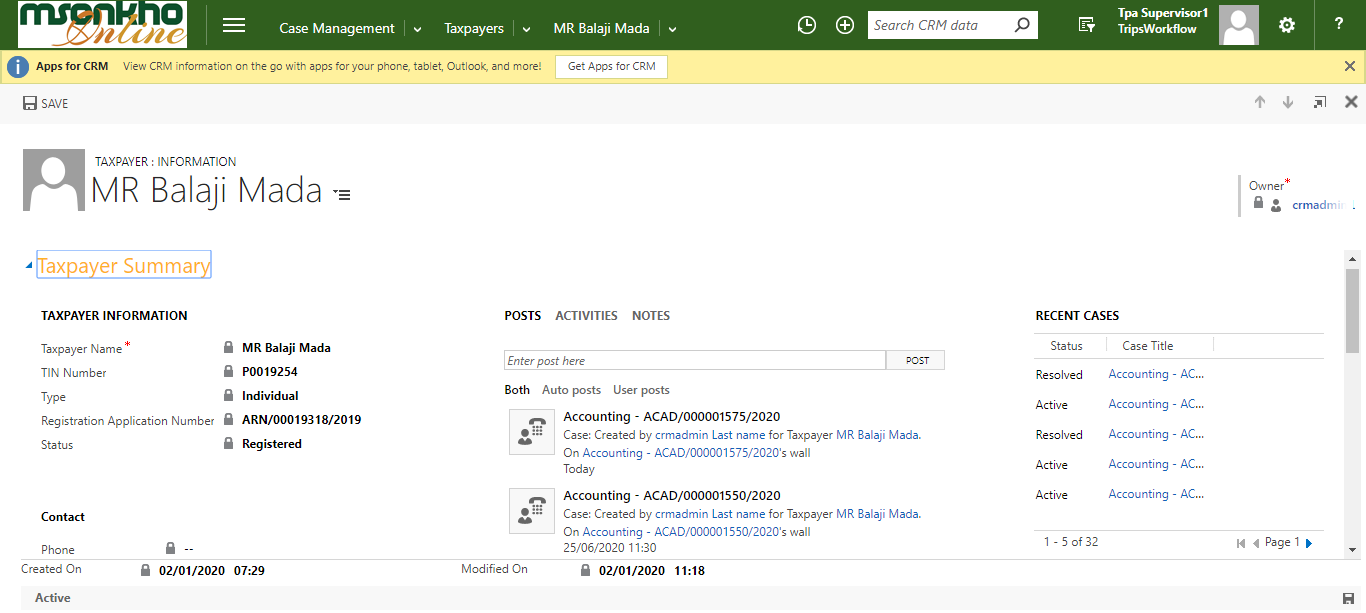 msonkho
Online
Case Management
Taxpayers
MR Balaji Mada
Search CRM data
Tpa Supervisor1
TripsWorkflow
?
Apps for CRM View CRM information on the go with apps for your phone, tablet, Outlook, and more! Get Apps for CRM
SAVE
TAXPAYER : INFORMATION
MR Balaji Mada
Owner*
crmadmin
Taxpayer Summary
TAXPAYER INFORMATION
Taxpayer Name* MR Balaji Mada
TIN Number P0019254
Type Individual
Registration Application Number ARN/00019318/2019
Status Registered
Contact
Phone --
POSTS ACTIVITIES NOTES
Enter post here POST
Both Auto posts User posts
Accounting - ACAD/000001575/2020
Case: Created by crmadmin Last name for Taxpayer MR Balaji Mada.
On Accounting - ACAD/000001575/2020's wall
Today
Accounting - ACAD/000001550/2020
Case: Created by crmadmin Last name for Taxpayer MR Balaji Mada.
On Accounting - ACAD/000001550/2020's wall
25/06/2020 11:30
RECENT CASES
Status Case Title
Resolved Accounting - AC...
Active Accounting - AC...
Resolved Accounting - AC...
Active Accounting - AC...
Active Accounting - AC...
1 - 5 of 32 Page 1
Created On 02/01/2020 07:29 Modified On 02/01/2020 11:18
Active